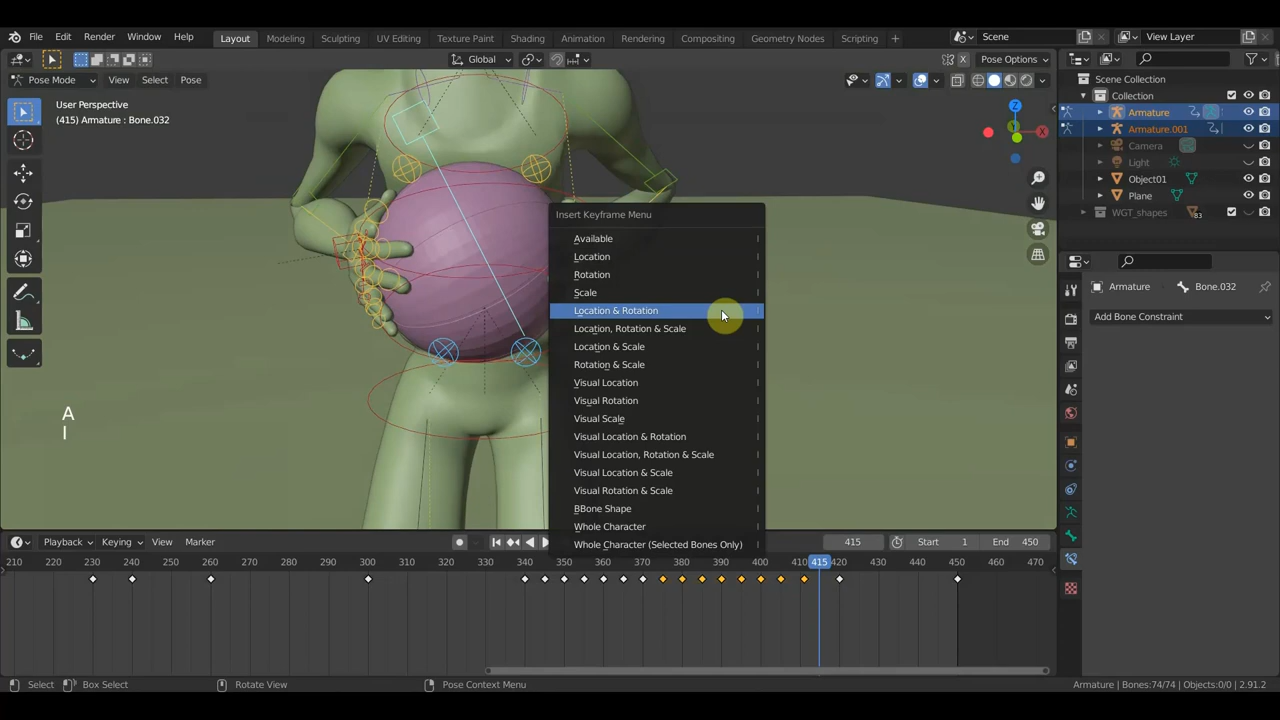 File Edit Render Window Help Layout Modeling Sculpting UV Editing Texture Paint Shading Animation Rendering Compositing Geometry Nodes Scripting + Scene View Layer
Global Pose Options
Pose Mode View Select Pose
Scene Collection
Collection
Armature
Armature.001
Camera
Light
Object01
Plane
WGT_shapes 83
User Perspective
(415) Armature : Bone.032
Z
Y
X
Insert Keyframe Menu
Available
Location
Rotation
Scale
Location & Rotation
Location, Rotation & Scale
Location & Scale
Rotation & Scale
Visual Location
Visual Rotation
Visual Scale
Visual Location & Rotation
Visual Location, Rotation & Scale
Visual Location & Scale
Visual Rotation & Scale
BBone Shape
Whole Character
Whole Character (Selected Bones Only)
A
I
Armature Bone.032
Add Bone Constraint
Playback Keying View Marker 415 Start 1 End 450
210 220 230 240 250 260 270 280 290 300 310 320 330 340 350 360 370 380 390 400 410 415 420 430 440 450 460 470
Select Box Select Rotate View Pose Context Menu Armature | Bones:74/74 | Objects:0/0 | 2.91.2